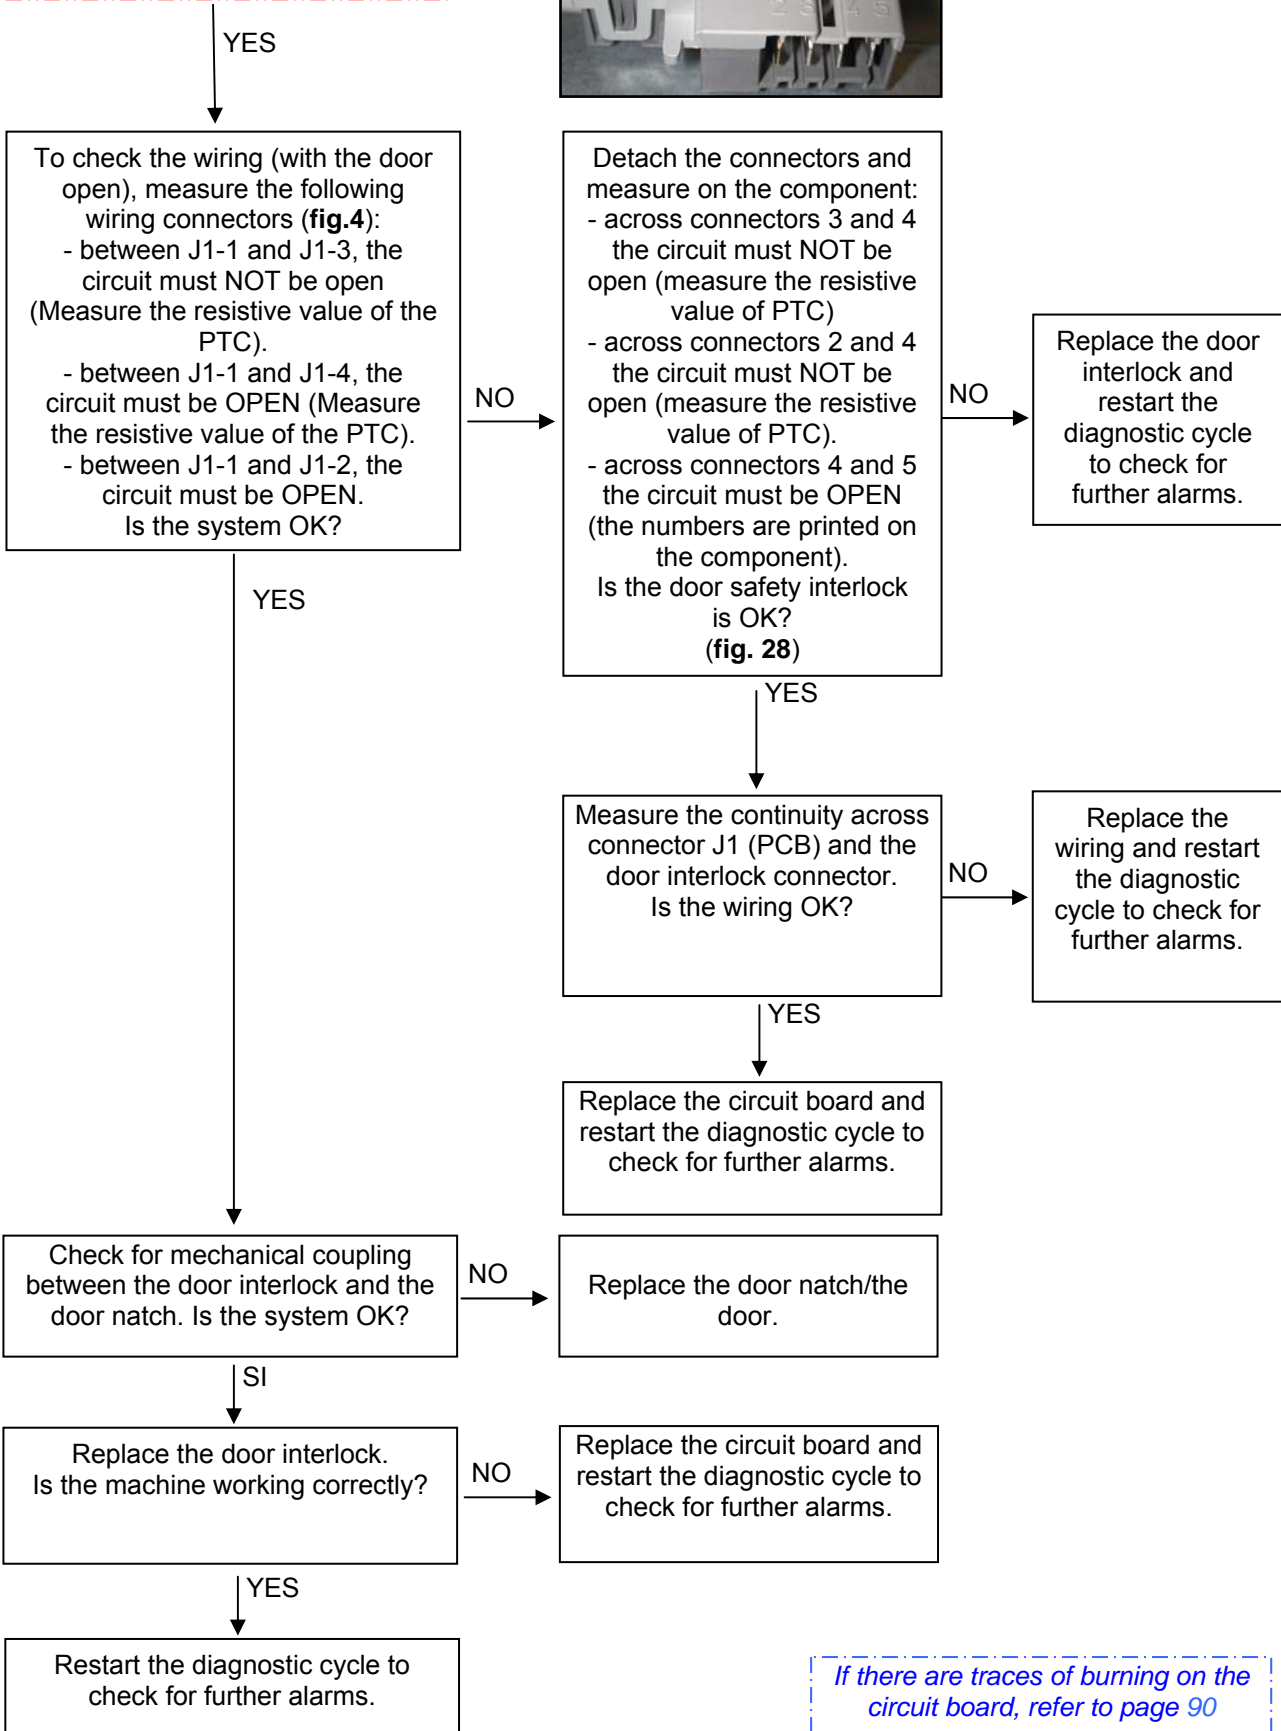 2 3 4 5
YES
To check the wiring (with the door
open), measure the following
wiring connectors (fig.4):
- between J1-1 and J1-3, the
circuit must NOT be open
(Measure the resistive value of the
PTC).
- between J1-1 and J1-4, the
circuit must be OPEN (Measure
the resistive value of the PTC).
- between J1-1 and J1-2, the
circuit must be OPEN.
Is the system OK?
NO
Detach the connectors and
measure on the component:
- across connectors 3 and 4
the circuit must NOT be
open (measure the resistive
value of PTC)
- across connectors 2 and 4
the circuit must NOT be
open (measure the resistive
value of PTC).
- across connectors 4 and 5
the circuit must be OPEN
(the numbers are printed on
the component).
Is the door safety interlock
is OK?
(fig. 28)
NO
Replace the door
interlock and
restart the
diagnostic cycle
to check for
further alarms.
YES
YES
Measure the continuity across
connector J1 (PCB) and the
door interlock connector.
Is the wiring OK?
NO
Replace the
wiring and restart
the diagnostic
cycle to check for
further alarms.
YES
Replace the circuit board and
restart the diagnostic cycle to
check for further alarms.
Check for mechanical coupling
between the door interlock and the
door natch. Is the system OK?
NO
Replace the door natch/the
door.
SI
Replace the door interlock.
Is the machine working correctly?
NO
Replace the circuit board and
restart the diagnostic cycle to
check for further alarms.
YES
Restart the diagnostic cycle to
check for further alarms.
If there are traces of burning on the
circuit board, refer to page 90